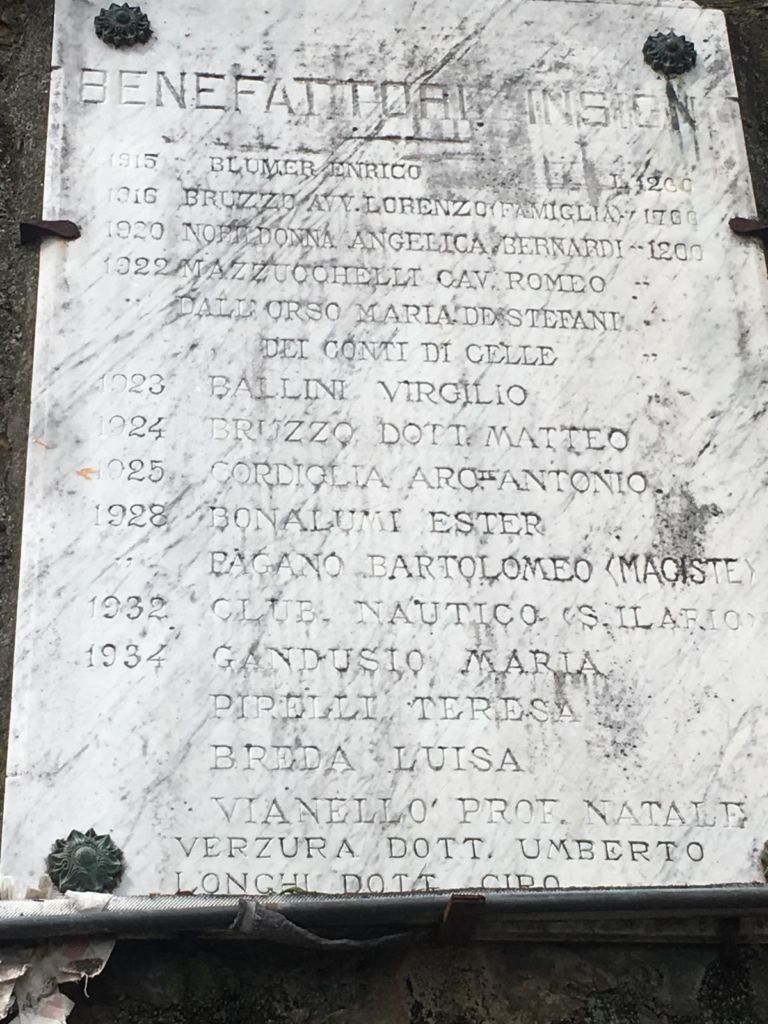 BENEFATTORI INSIGNI
1915 BLUMER ENRICO L. 1200
1916 BRUZZO AVV. LORENZO (FAMIGLIA) " 1700
1920 NOBILDONNA ANGELICA BERNARDI " 1200
1922 MAZZUCCHELLI CAV. ROMEO "
" DALL'ORSO MARIA DE STEFANI
DEI CONTI DI CELLE "
1923 BALLINI VIRGILIO
1924 BRUZZO DOTT. MATTEO
1925 CORDIGLIA ARCH. ANTONIO
1928 BONALUMI ESTER
" PAGANO BARTOLOMEO (MACISTE)
1932 CLUB NAUTICO (S. ILARIO)
1934 GANDUSIO MARIA
PIRELLI TERESA
BREDA LUISA
VIANELLO PROF. NATALE
VERZURA DOTT. UMBERTO
LONGHI DOTT. CIRO